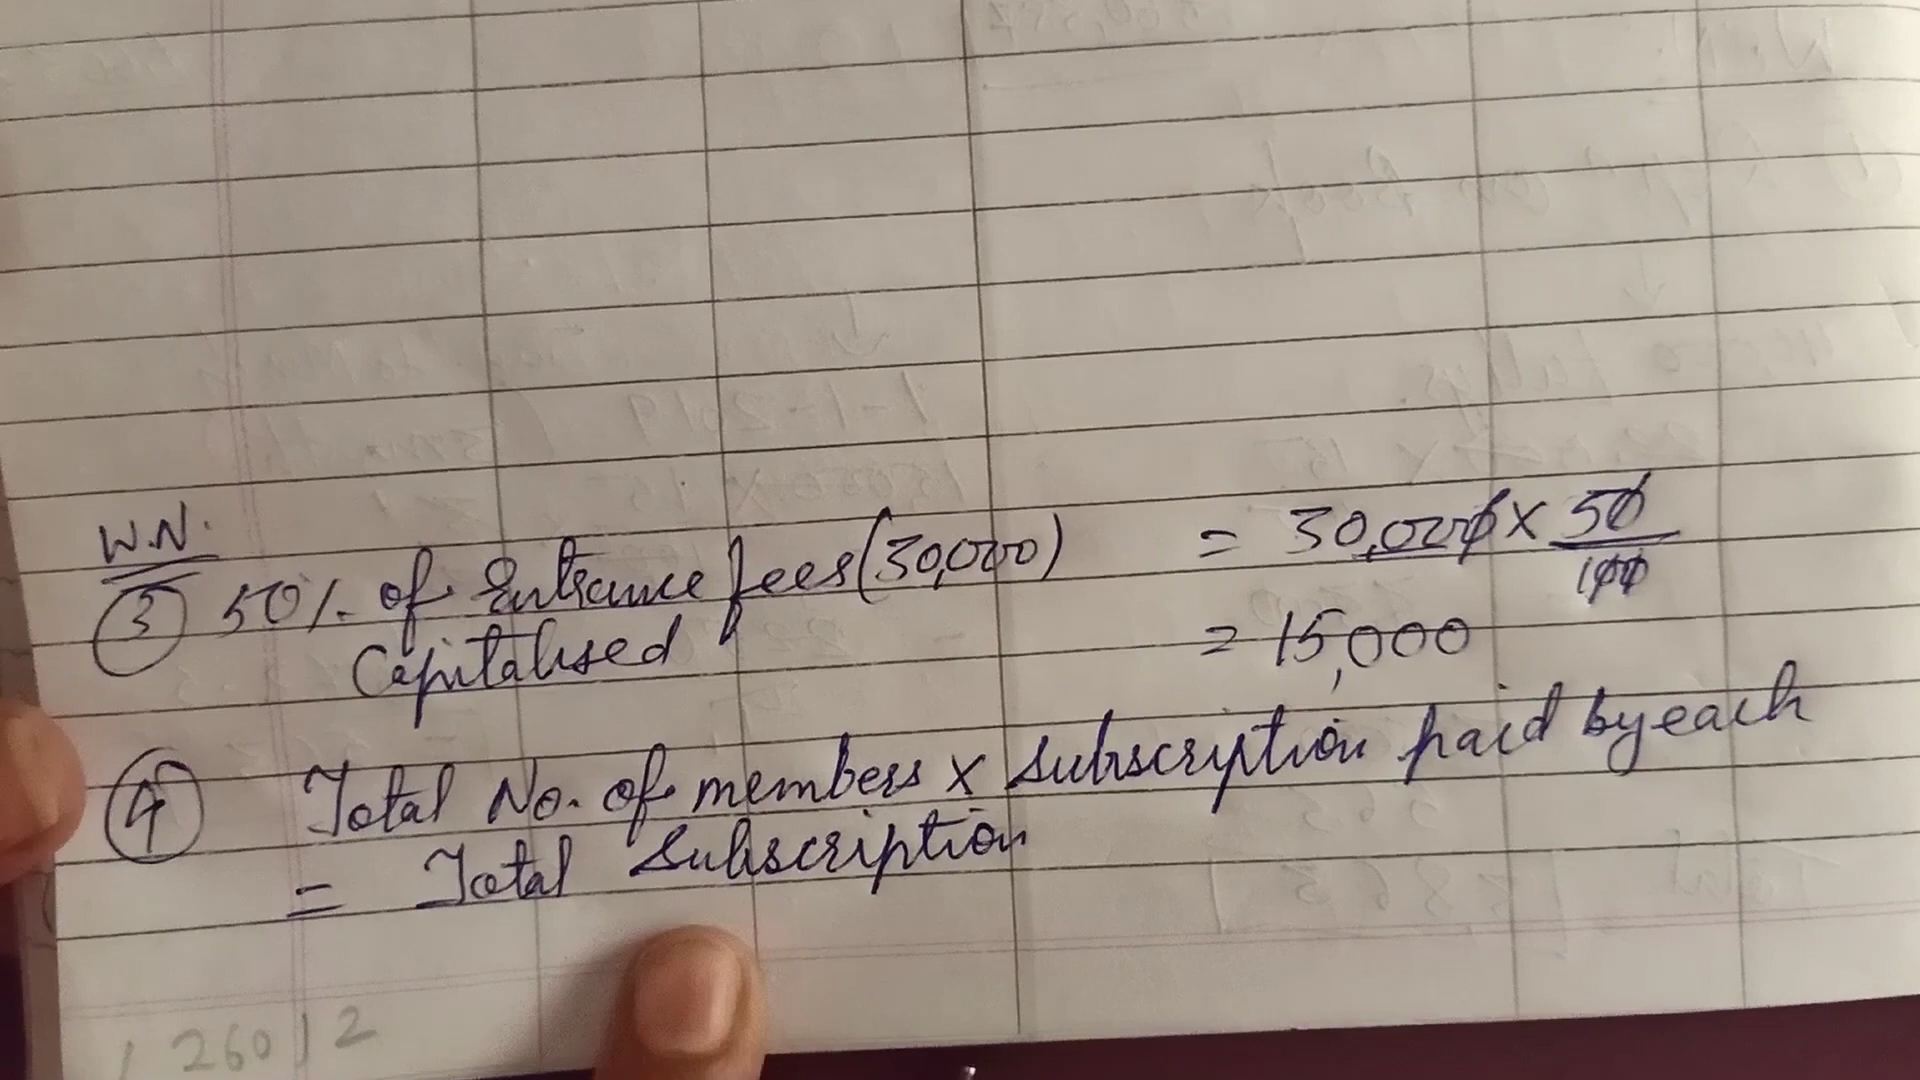 W.N.
③ 50% of Entrance fees (30,000) = 30,000 × 50/100
Capitalised = 15,000
④ Total No. of members × Subscription paid by each
= Total Subscription
126012